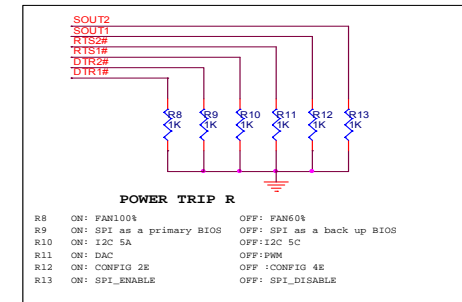 SOUT2
SOUT1
RTS2#
RTS1#
DTR2#
DTR1#
R8 R9 R10 R11 R12 R13
1K 1K 1K 1K 1K 1K
POWER TRIP R
R8 ON: FAN100% OFF: FAN60%
R9 ON: SPI as a primary BIOS OFF: SPI as a back up BIOS
R10 ON: I2C 5A OFF:I2C 5C
R11 ON: DAC OFF:PWM
R12 ON: CONFIG 2E OFF :CONFIG 4E
R13 ON: SPI_ENABLE OFF: SPI_DISABLE